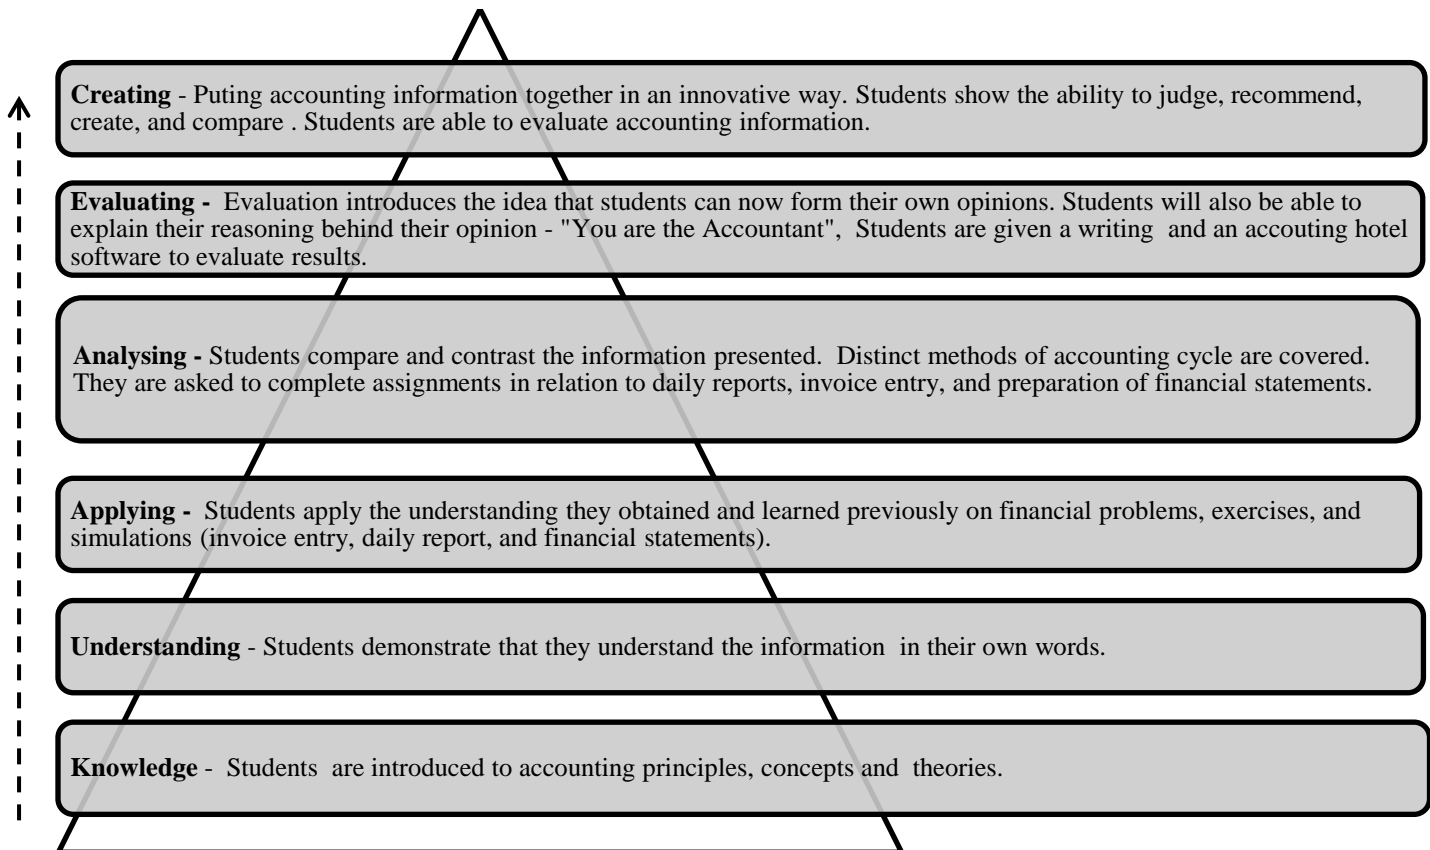 Creating - Puting accounting information together in an innovative way. Students show the ability to judge, recommend,
create, and compare . Students are able to evaluate accounting information.
Evaluating - Evaluation introduces the idea that students can now form their own opinions. Students will also be able to
explain their reasoning behind their opinion - "You are the Accountant", Students are given a writing and an accouting hotel
software to evaluate results.
Analysing - Students compare and contrast the information presented. Distinct methods of accounting cycle are covered.
They are asked to complete assignments in relation to daily reports, invoice entry, and preparation of financial statements.
Applying - Students apply the understanding they obtained and learned previously on financial problems, exercises, and
simulations (invoice entry, daily report, and financial statements).
Understanding - Students demonstrate that they understand the information in their own words.
Knowledge - Students are introduced to accounting principles, concepts and theories.